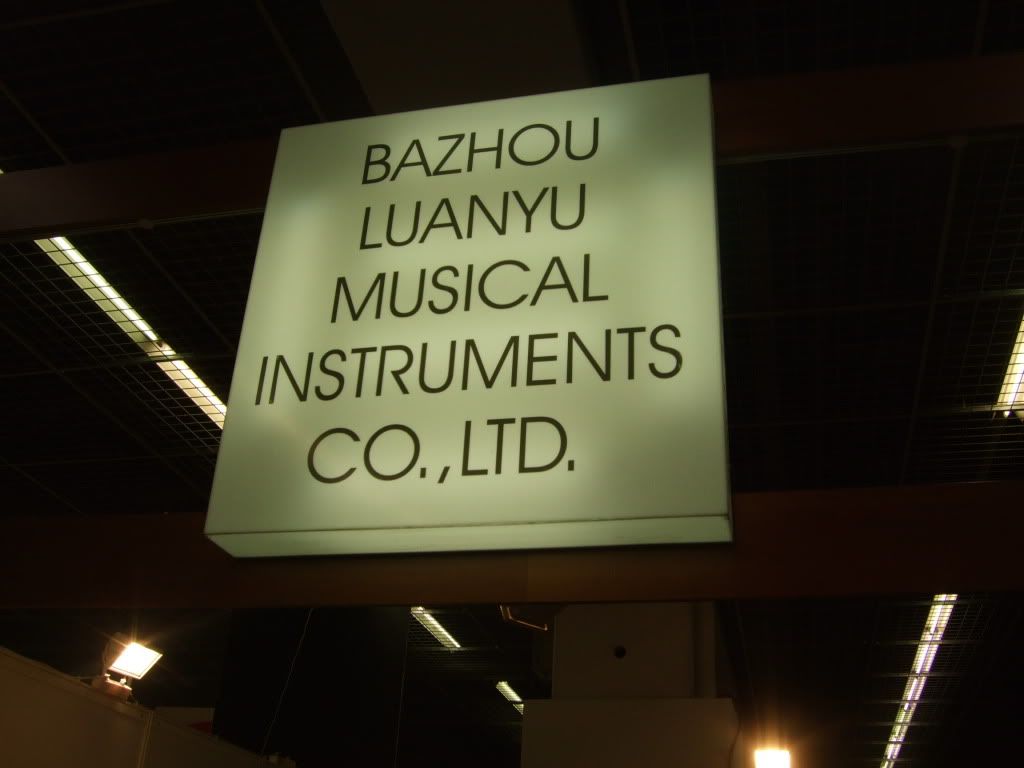 BAZHOU
LUANYU
MUSICAL
INSTRUMENTS
CO.,LTD.